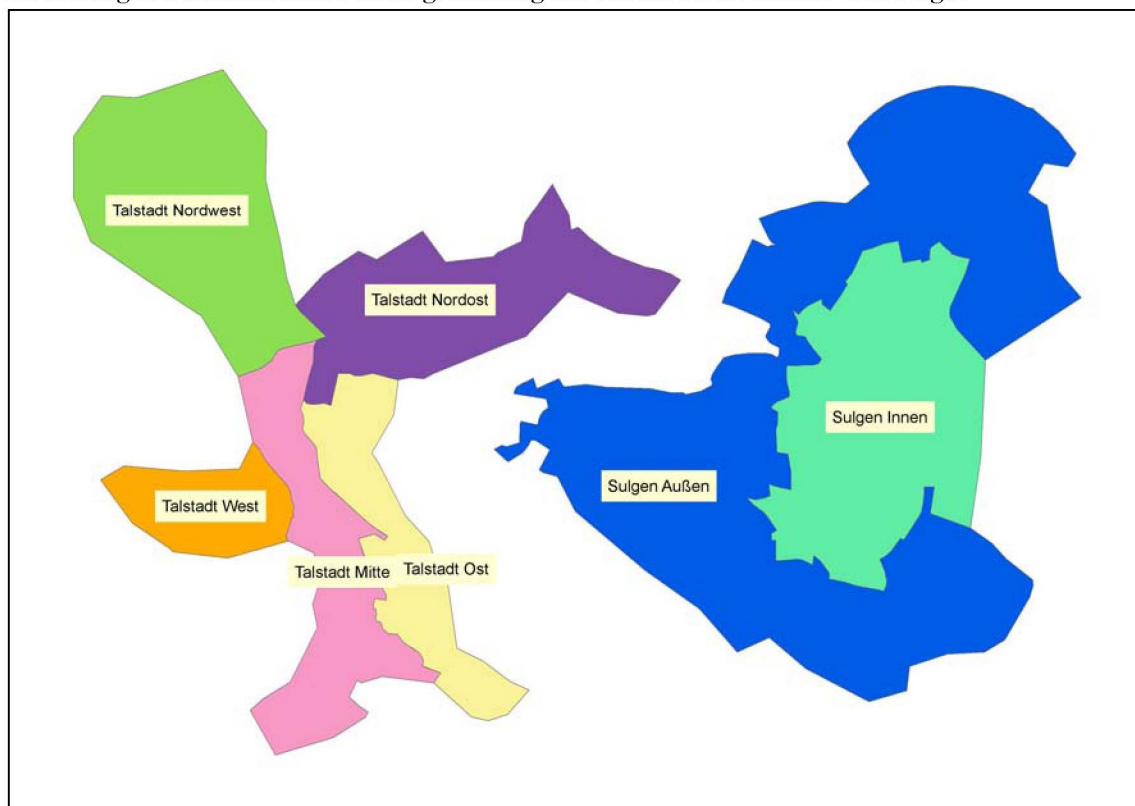 Talstadt Nordwest
Talstadt Nordost
Sulgen Innen
Sulgen Außen
Talstadt West
Talstadt Mitte
Talstadt Ost